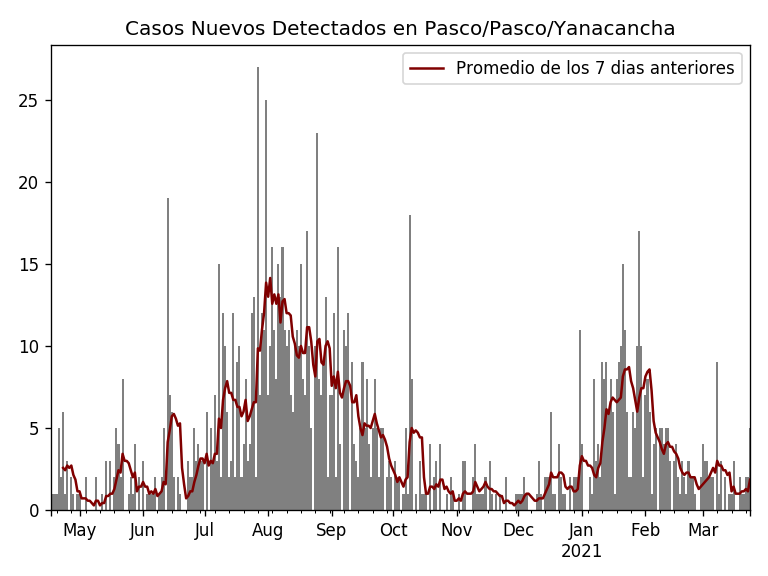 Casos Nuevos Detectados en Pasco/Pasco/Yanacancha
Promedio de los 7 dias anteriores
25
20
15
10
5
0
May Jun Jul Aug Sep Oct Nov Dec Jan Feb Mar
2021